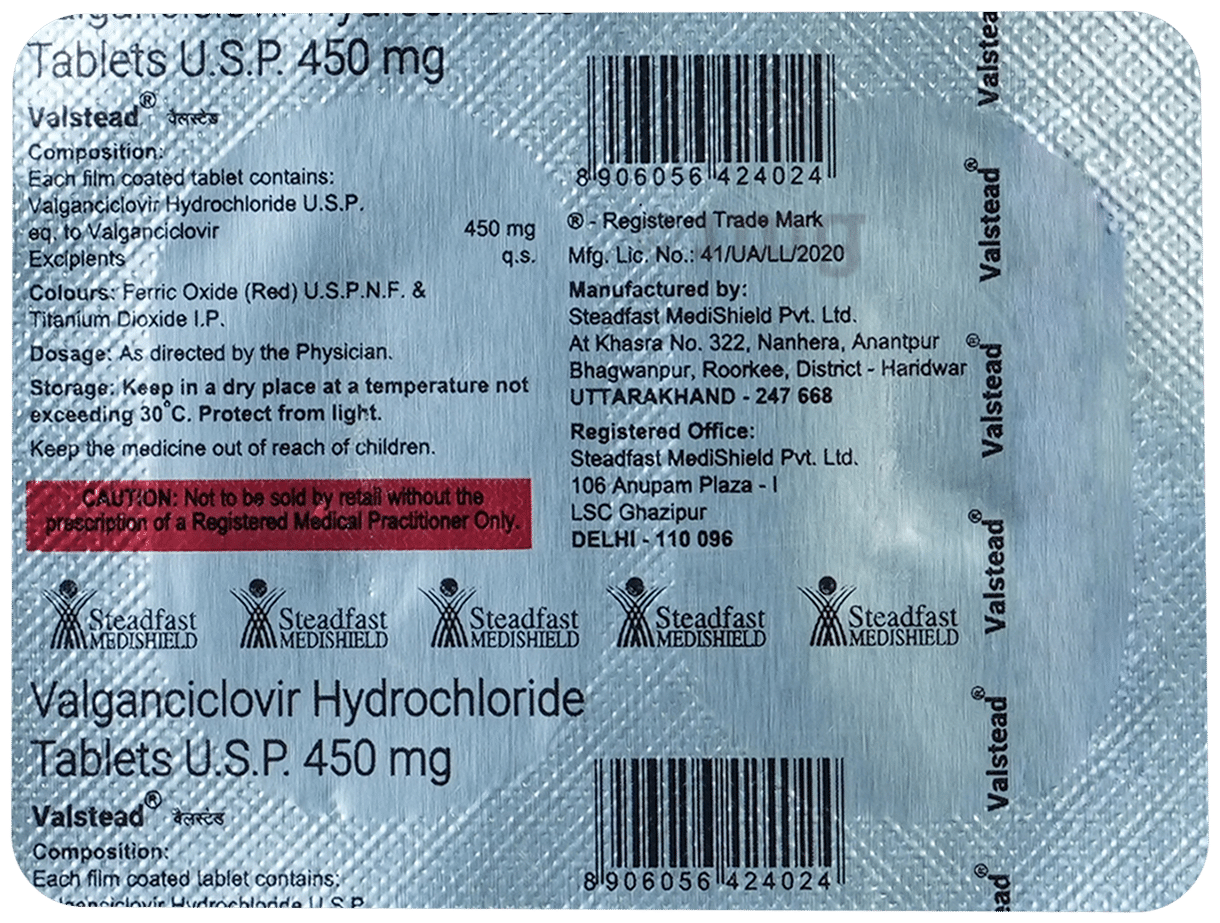 Valganciclovir Hydrochloride
Tablets U.S.P. 450 mg
Valstead® वैलस्टेड
Composition:
Each film coated tablet contains:
Valganciclovir Hydrochloride U.S.P.
eq. to Valganciclovir 450 mg
Excipients q.s.
Colours: Ferric Oxide (Red) U.S.P.N.F. &
Titanium Dioxide I.P.
Dosage: As directed by the Physician.
Storage: Keep in a dry place at a temperature not
exceeding 30°C. Protect from light.
Keep the medicine out of reach of children.
CAUTION: Not to be sold by retail without the
prescription of a Registered Medical Practitioner Only.
8 906056 424024
® - Registered Trade Mark
Mfg. Lic. No.: 41/UA/LL/2020
Manufactured by:
Steadfast MediShield Pvt. Ltd.
At Khasra No. 322, Nanhera, Anantpur
Bhagwanpur, Roorkee, District - Haridwar
UTTARAKHAND - 247 668
Registered Office:
Steadfast MediShield Pvt. Ltd.
106 Anupam Plaza - I
LSC Ghazipur
DELHI - 110 096
Valstead
Valstead®
Valstead®
Valstead®
Valstead®
ad®
Steadfast Steadfast Steadfast Steadfast Steadfast
MEDISHIELD MEDISHIELD MEDISHIELD MEDISHIELD MEDISHIELD
Valganciclovir Hydrochloride
Tablets U.S.P. 450 mg
Valstead® वैलस्टेड
Composition:
Each film coated tablet contains:
Valganciclovir Hydrochloride U.S.P.
8 906056 424024